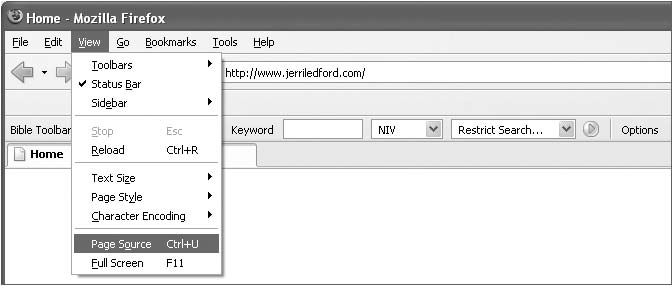 Home - Mozilla Firefox
File Edit View Go Bookmarks Tools Help
http://www.jerriledford.com/
Toolbars
Status Bar
Sidebar
Stop Esc
Reload Ctrl+R
Text Size
Page Style
Character Encoding
Page Source Ctrl+U
Full Screen F11
Bible Toolbar Keyword NIV Restrict Search... Options
Home